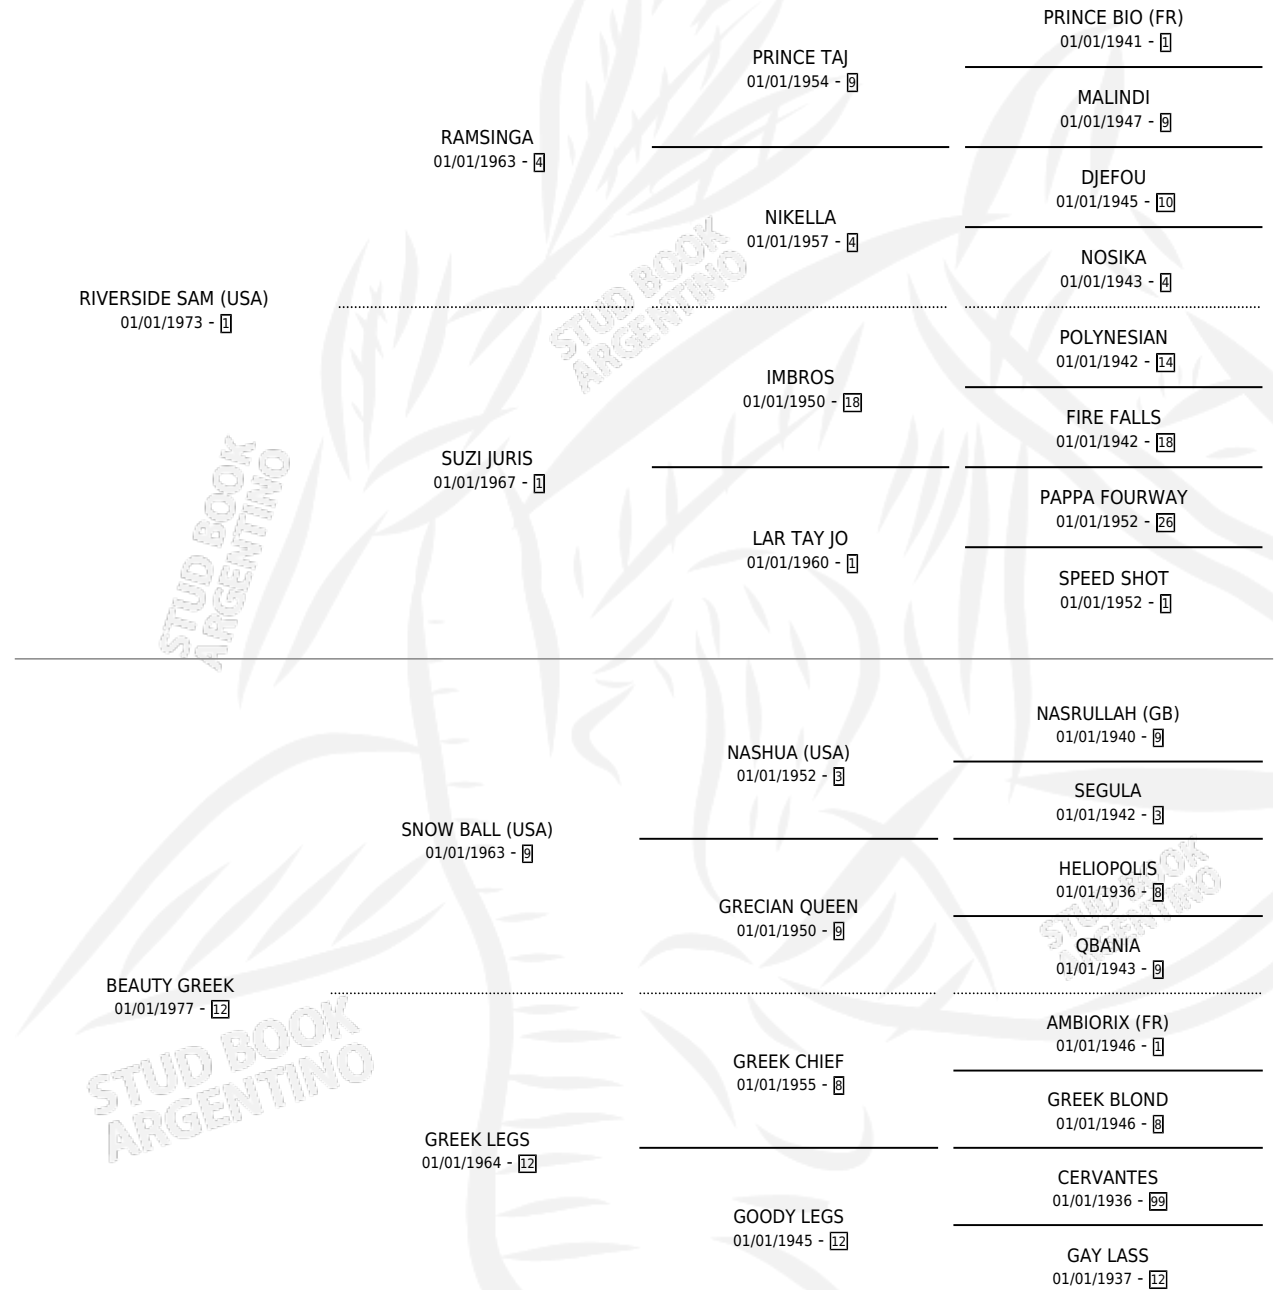 PRINCE BIO (FR)
01/01/1941 - 1
PRINCE TAJ
01/01/1954 - 9
MALINDI
01/01/1947 - 9
RAMSINGA
01/01/1963 - 4
DJEFOU
01/01/1945 - 10
NIKELLA
01/01/1957 - 4
NOSIKA
01/01/1943 - 4
RIVERSIDE SAM (USA)
01/01/1973 - 1
POLYNESIAN
01/01/1942 - 14
IMBROS
01/01/1950 - 18
FIRE FALLS
01/01/1942 - 18
SUZI JURIS
01/01/1967 - 1
PAPPA FOURWAY
01/01/1952 - 26
LAR TAY JO
01/01/1960 - 1
SPEED SHOT
01/01/1952 - 1
NASRULLAH (GB)
01/01/1940 - 9
NASHUA (USA)
01/01/1952 - 3
SEGULA
01/01/1942 - 3
SNOW BALL (USA)
01/01/1963 - 9
HELIOPOLIS
01/01/1936 - 8
GRECIAN QUEEN
01/01/1950 - 9
QBANIA
01/01/1943 - 9
BEAUTY GREEK
01/01/1977 - 12
AMBIORIX (FR)
01/01/1946 - 1
GREEK CHIEF
01/01/1955 - 8
GREEK BLOND
01/01/1946 - 8
GREEK LEGS
01/01/1964 - 12
CERVANTES
01/01/1936 - 99
GOODY LEGS
01/01/1945 - 12
GAY LASS
01/01/1937 - 12
STUD BOOK
ARGENTINO
STUD BOOK
ARGENTINO
STUD BOOK
ARGENTINO
STUD BOOK
ARGENTINO